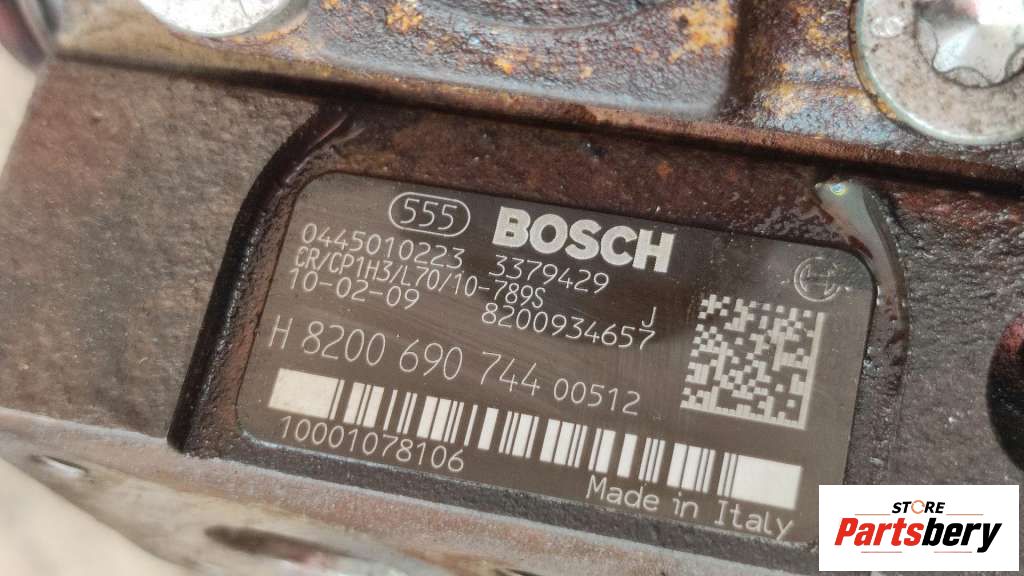 555 BOSCH
0445010223 3379429
CR/CP1H3/L70/10-789S J
10-02-09 8200934657
H 8200 690 744 00512
10001078106
Made in Italy
STORE
Partsbery